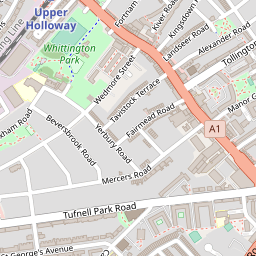 Upper
Holloway
Whittington
Park
Fortham
River Road
Kingsdown
Landseer Road
Alexander Road
Tollington
Wedmore Street
Tavistock Terrace
Fairmead Road
Manor G
A1
Beversbrook Road
Yerbury Road
Mercers Road
Tufnell Park Road
St George's Avenue